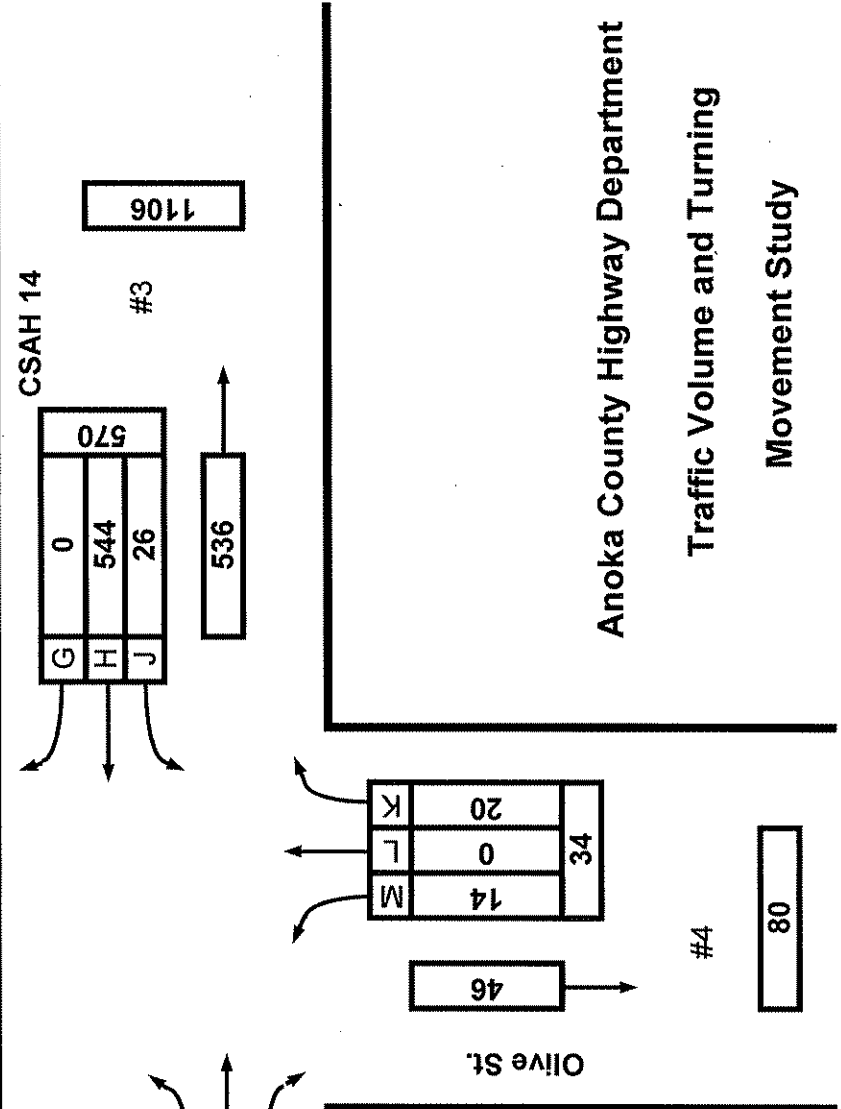 CSAH 14
1106
#3
570
G 0
H 544
J 26
536
K 20
L 0
M 14
34
46
#4
80
Olive St.
Anoka County Highway Department
Traffic Volume and Turning
Movement Study